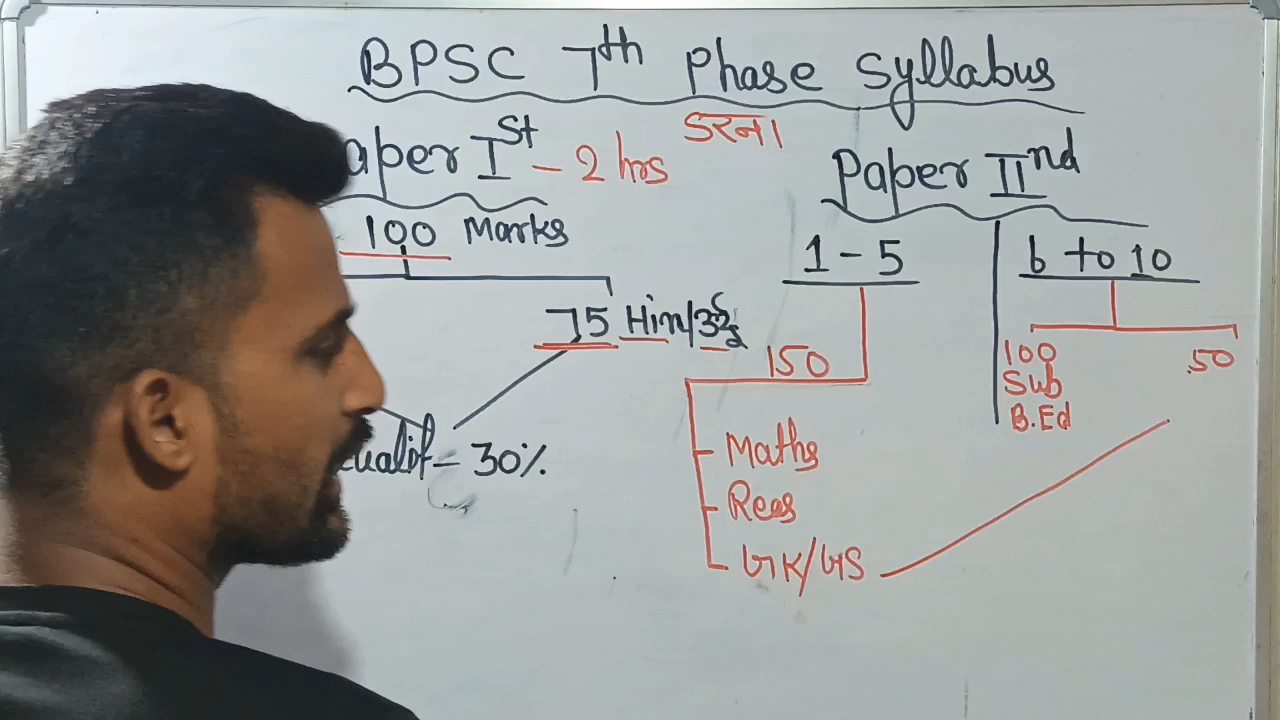 BPSC 7th Phase Syllabus
डरना।
aper Ist - 2 hrs
100 Marks
75 Hin/उर्दू
ualif - 30%
Paper IInd
1 - 5
150
Maths
Reas
GK/GS
6 to 10
100
Sub
B.Ed
50